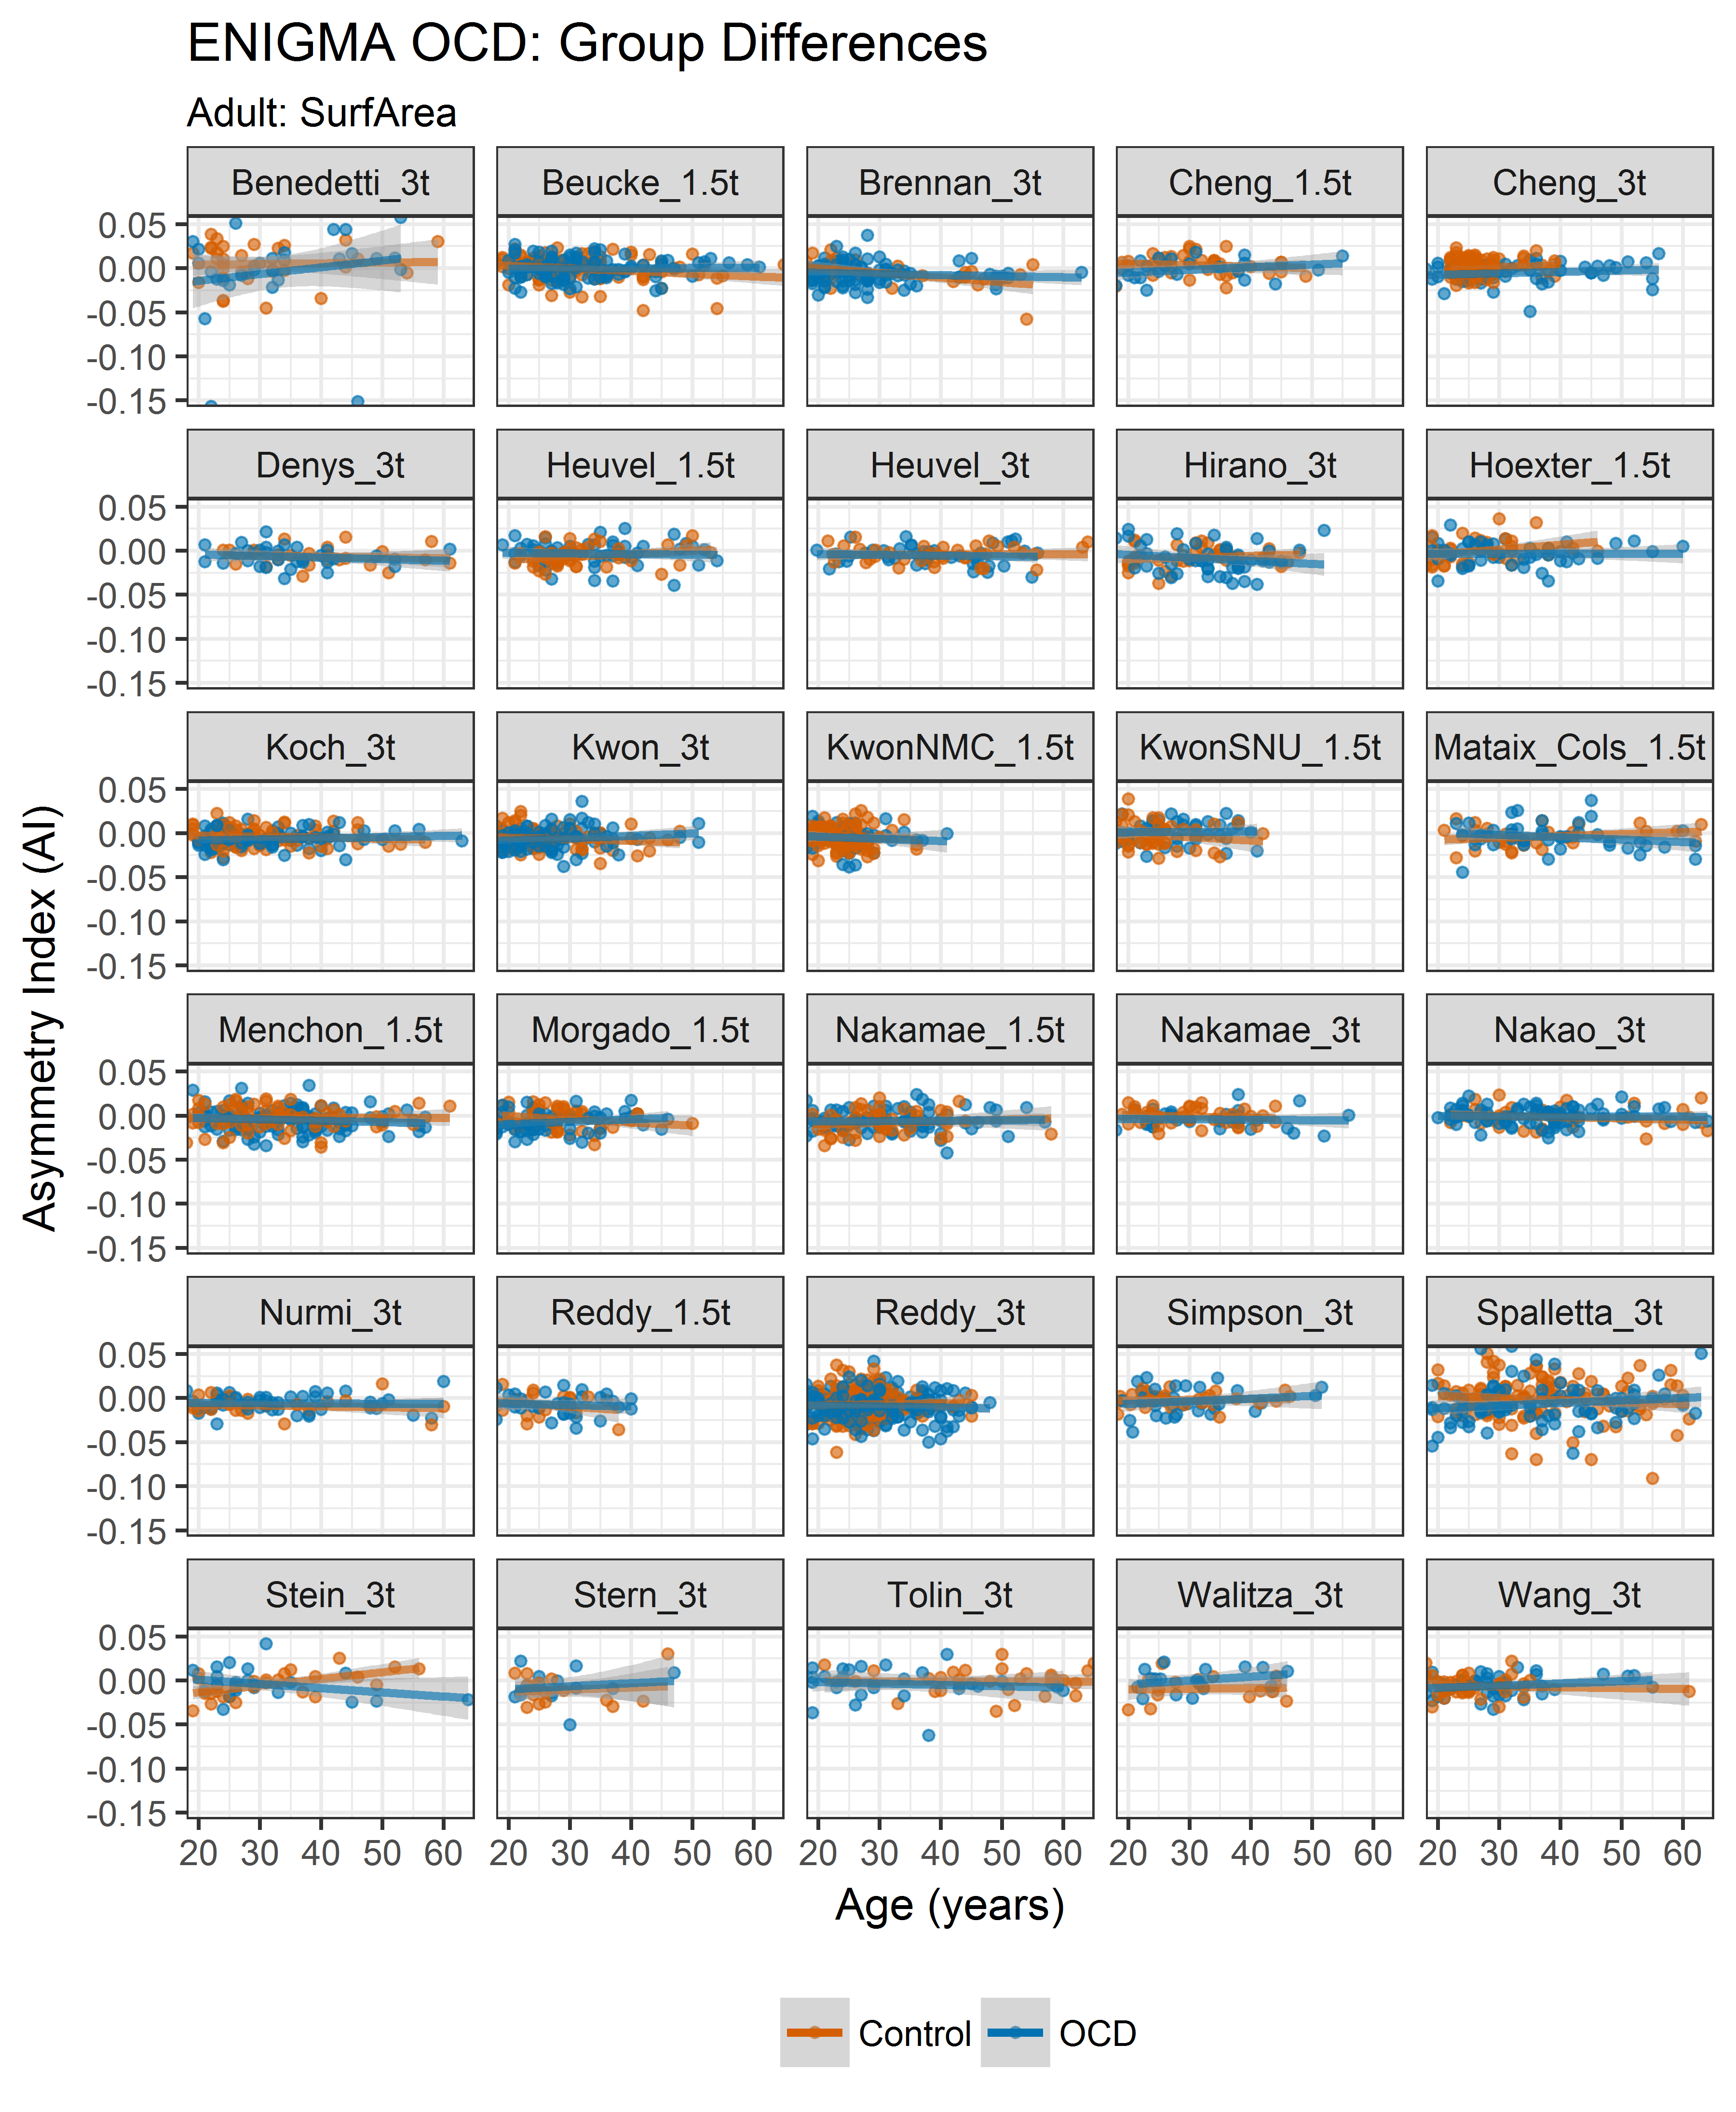 ENIGMA OCD: Group Differences
Adult: SurfArea
Benedetti_3t Beucke_1.5t Brennan_3t Cheng_1.5t Cheng_3t
0.05
0.00
-0.05
-0.10
-0.15
Denys_3t Heuvel_1.5t Heuvel_3t Hirano_3t Hoexter_1.5t
0.05
0.00
-0.05
-0.10
-0.15
Koch_3t Kwon_3t KwonNMC_1.5t KwonSNU_1.5t Mataix_Cols_1.5t
0.05
0.00
-0.05
-0.10
-0.15
Menchon_1.5t Morgado_1.5t Nakamae_1.5t Nakamae_3t Nakao_3t
0.05
0.00
-0.05
-0.10
-0.15
Nurmi_3t Reddy_1.5t Reddy_3t Simpson_3t Spalletta_3t
0.05
0.00
-0.05
-0.10
-0.15
Stein_3t Stern_3t Tolin_3t Walitza_3t Wang_3t
0.05
0.00
-0.05
-0.10
-0.15
20 30 40 50 60 20 30 40 50 60 20 30 40 50 60 20 30 40 50 60 20 30 40 50 60
Asymmetry Index (AI)
Age (years)
Control OCD